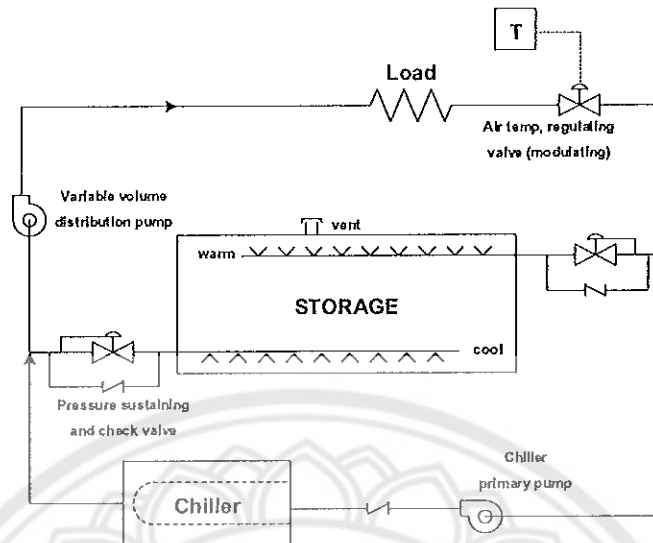 T
Load
Air temp, regulating
valve (modulating)
Variable volume
distribution pump
vent
warm
STORAGE
cool
Pressure sustaining
and check valve
Chiller
primary pump
Chiller